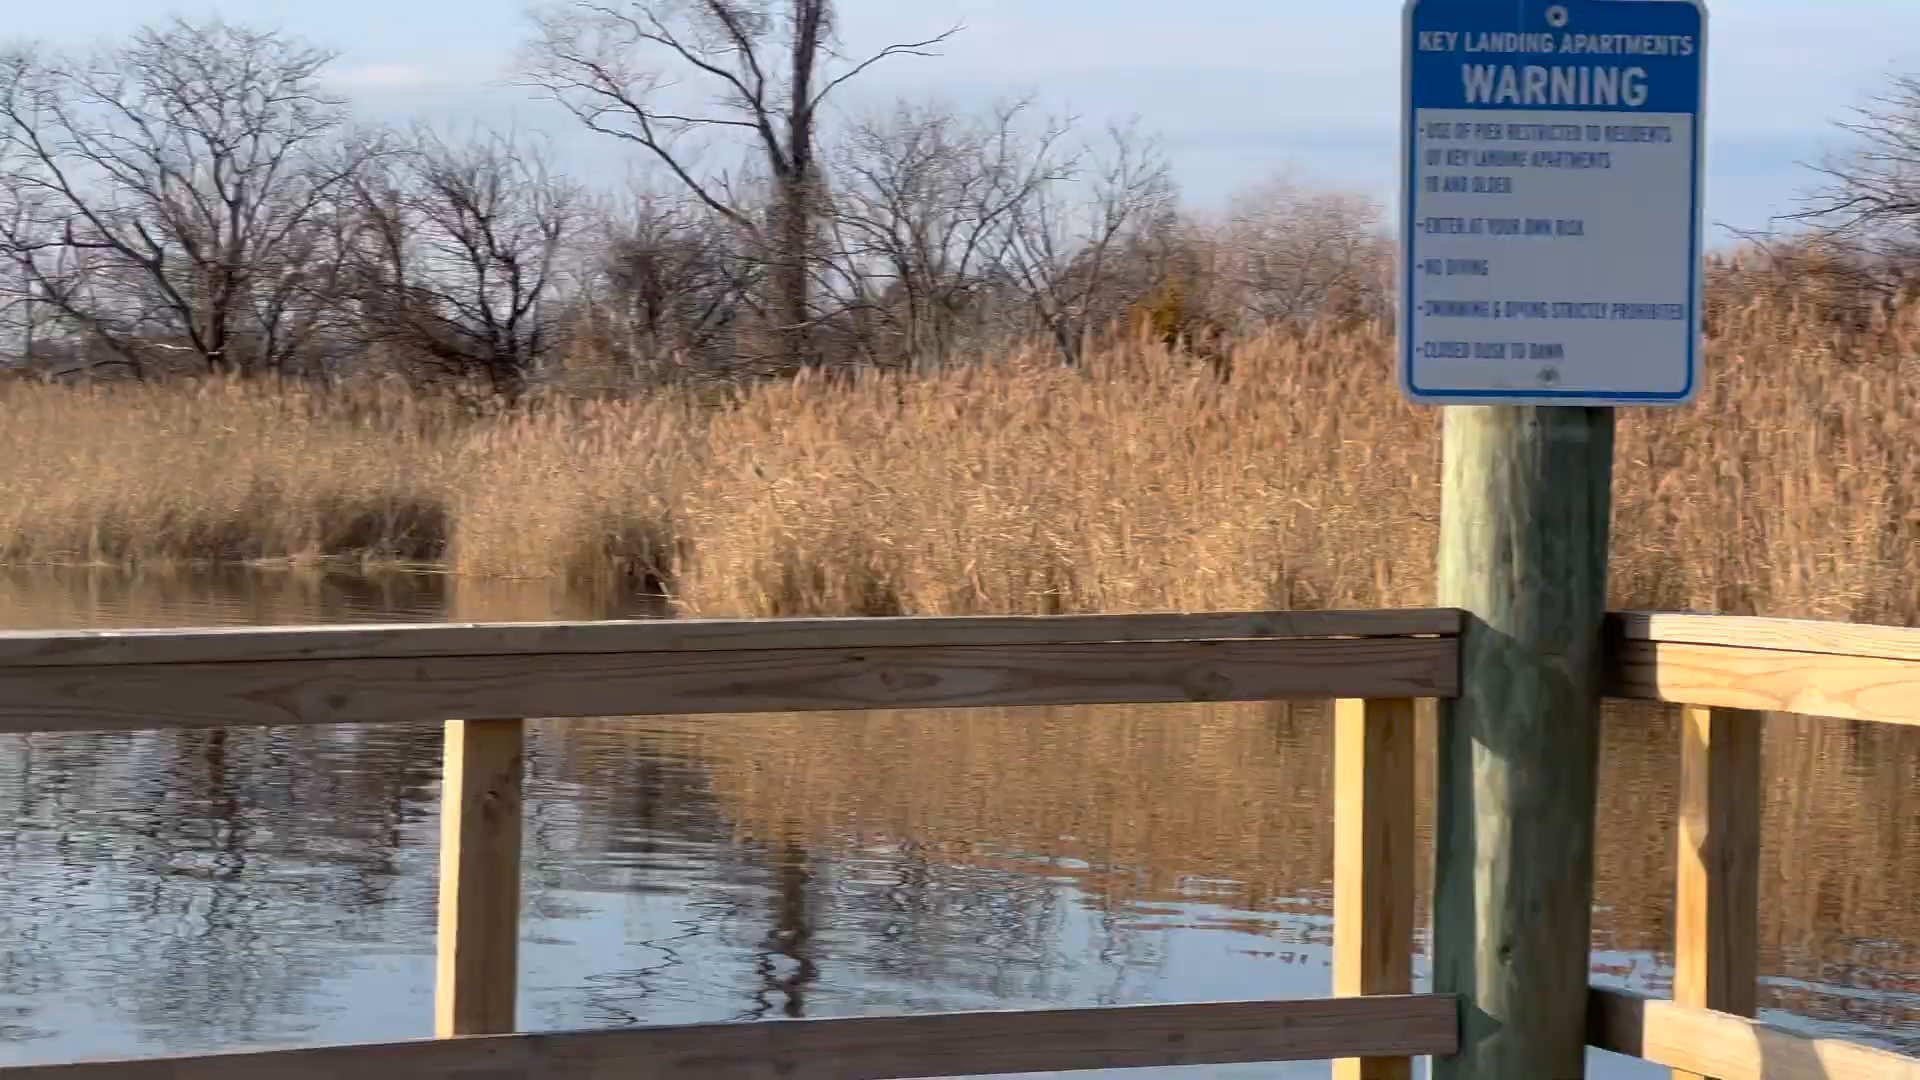 KEY LANDING APARTMENTS
WARNING
• USE OF PIER RESTRICTED TO RESIDENTS
OF KEY LANDING APARTMENTS
18 AND OLDER
• ENTER AT YOUR OWN RISK
• NO DIVING
• SWIMMING & DIVING STRICTLY PROHIBITED
• CLOSED DUSK TO DAWN